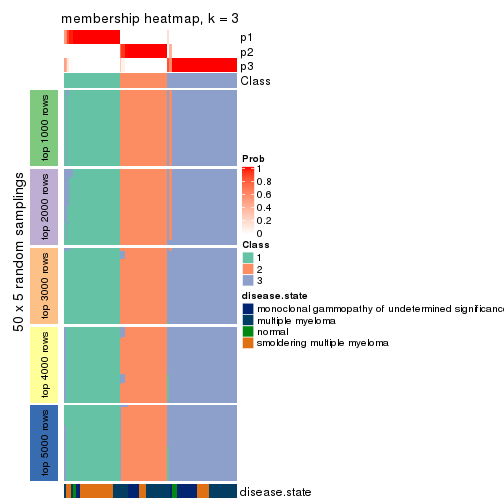 membership heatmap, k = 3
p1
p2
p3
Class
50 x 5 random samplings
top 1000 rows
top 2000 rows
top 3000 rows
top 4000 rows
top 5000 rows
Prob
1
0.8
0.6
0.4
0.2
0
Class
1
2
3
disease.state
monoclonal gammopathy of undetermined significance
multiple myeloma
normal
smoldering multiple myeloma
disease.state